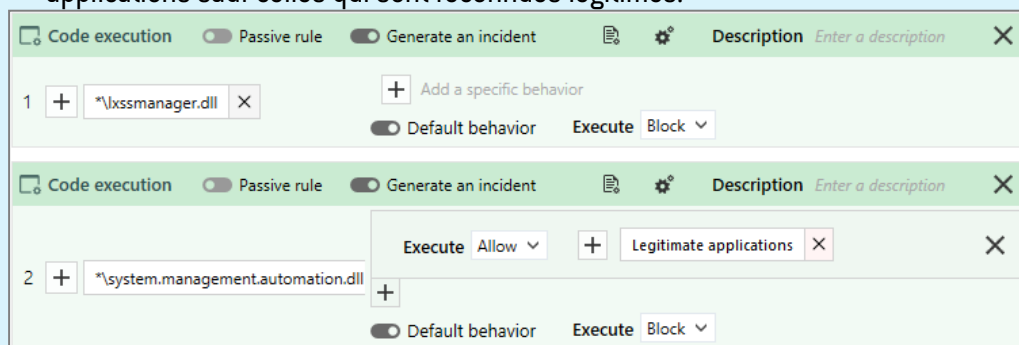 applications sauf celles qui sont reconnues légitimes.
Code execution Passive rule Generate an incident Description Enter a description
1 *\lxssmanager.dll Add a specific behavior
Default behavior Execute Block
Code execution Passive rule Generate an incident Description Enter a description
Execute Allow Legitimate applications
2 *\system.management.automation.dll
Default behavior Execute Block